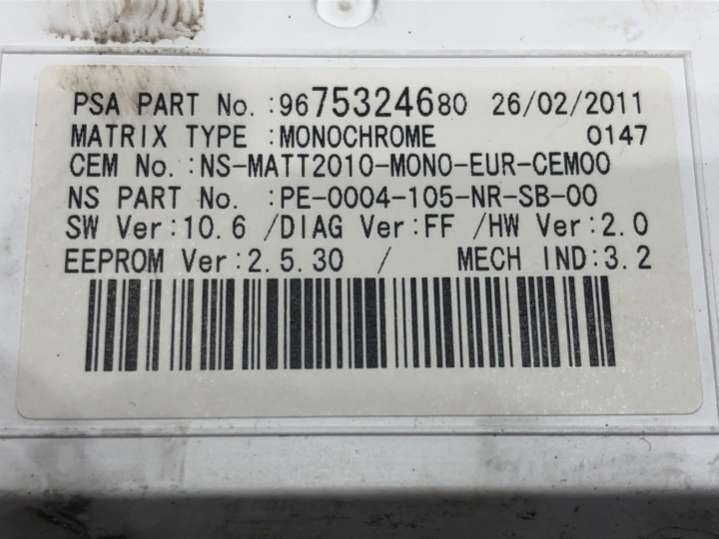 PSA PART No.:9675324680 26/02/2011
MATRIX TYPE :MONOCHROME 0147
CEM No.:NS-MATT2010-MONO-EUR-CEM00
NS PART No. :PE-0004-105-NR-SB-00
SW Ver:10.6 /DIAG Ver:FF /HW Ver:2.0
EEPROM Ver:2.5.30 / MECH IND:3.2